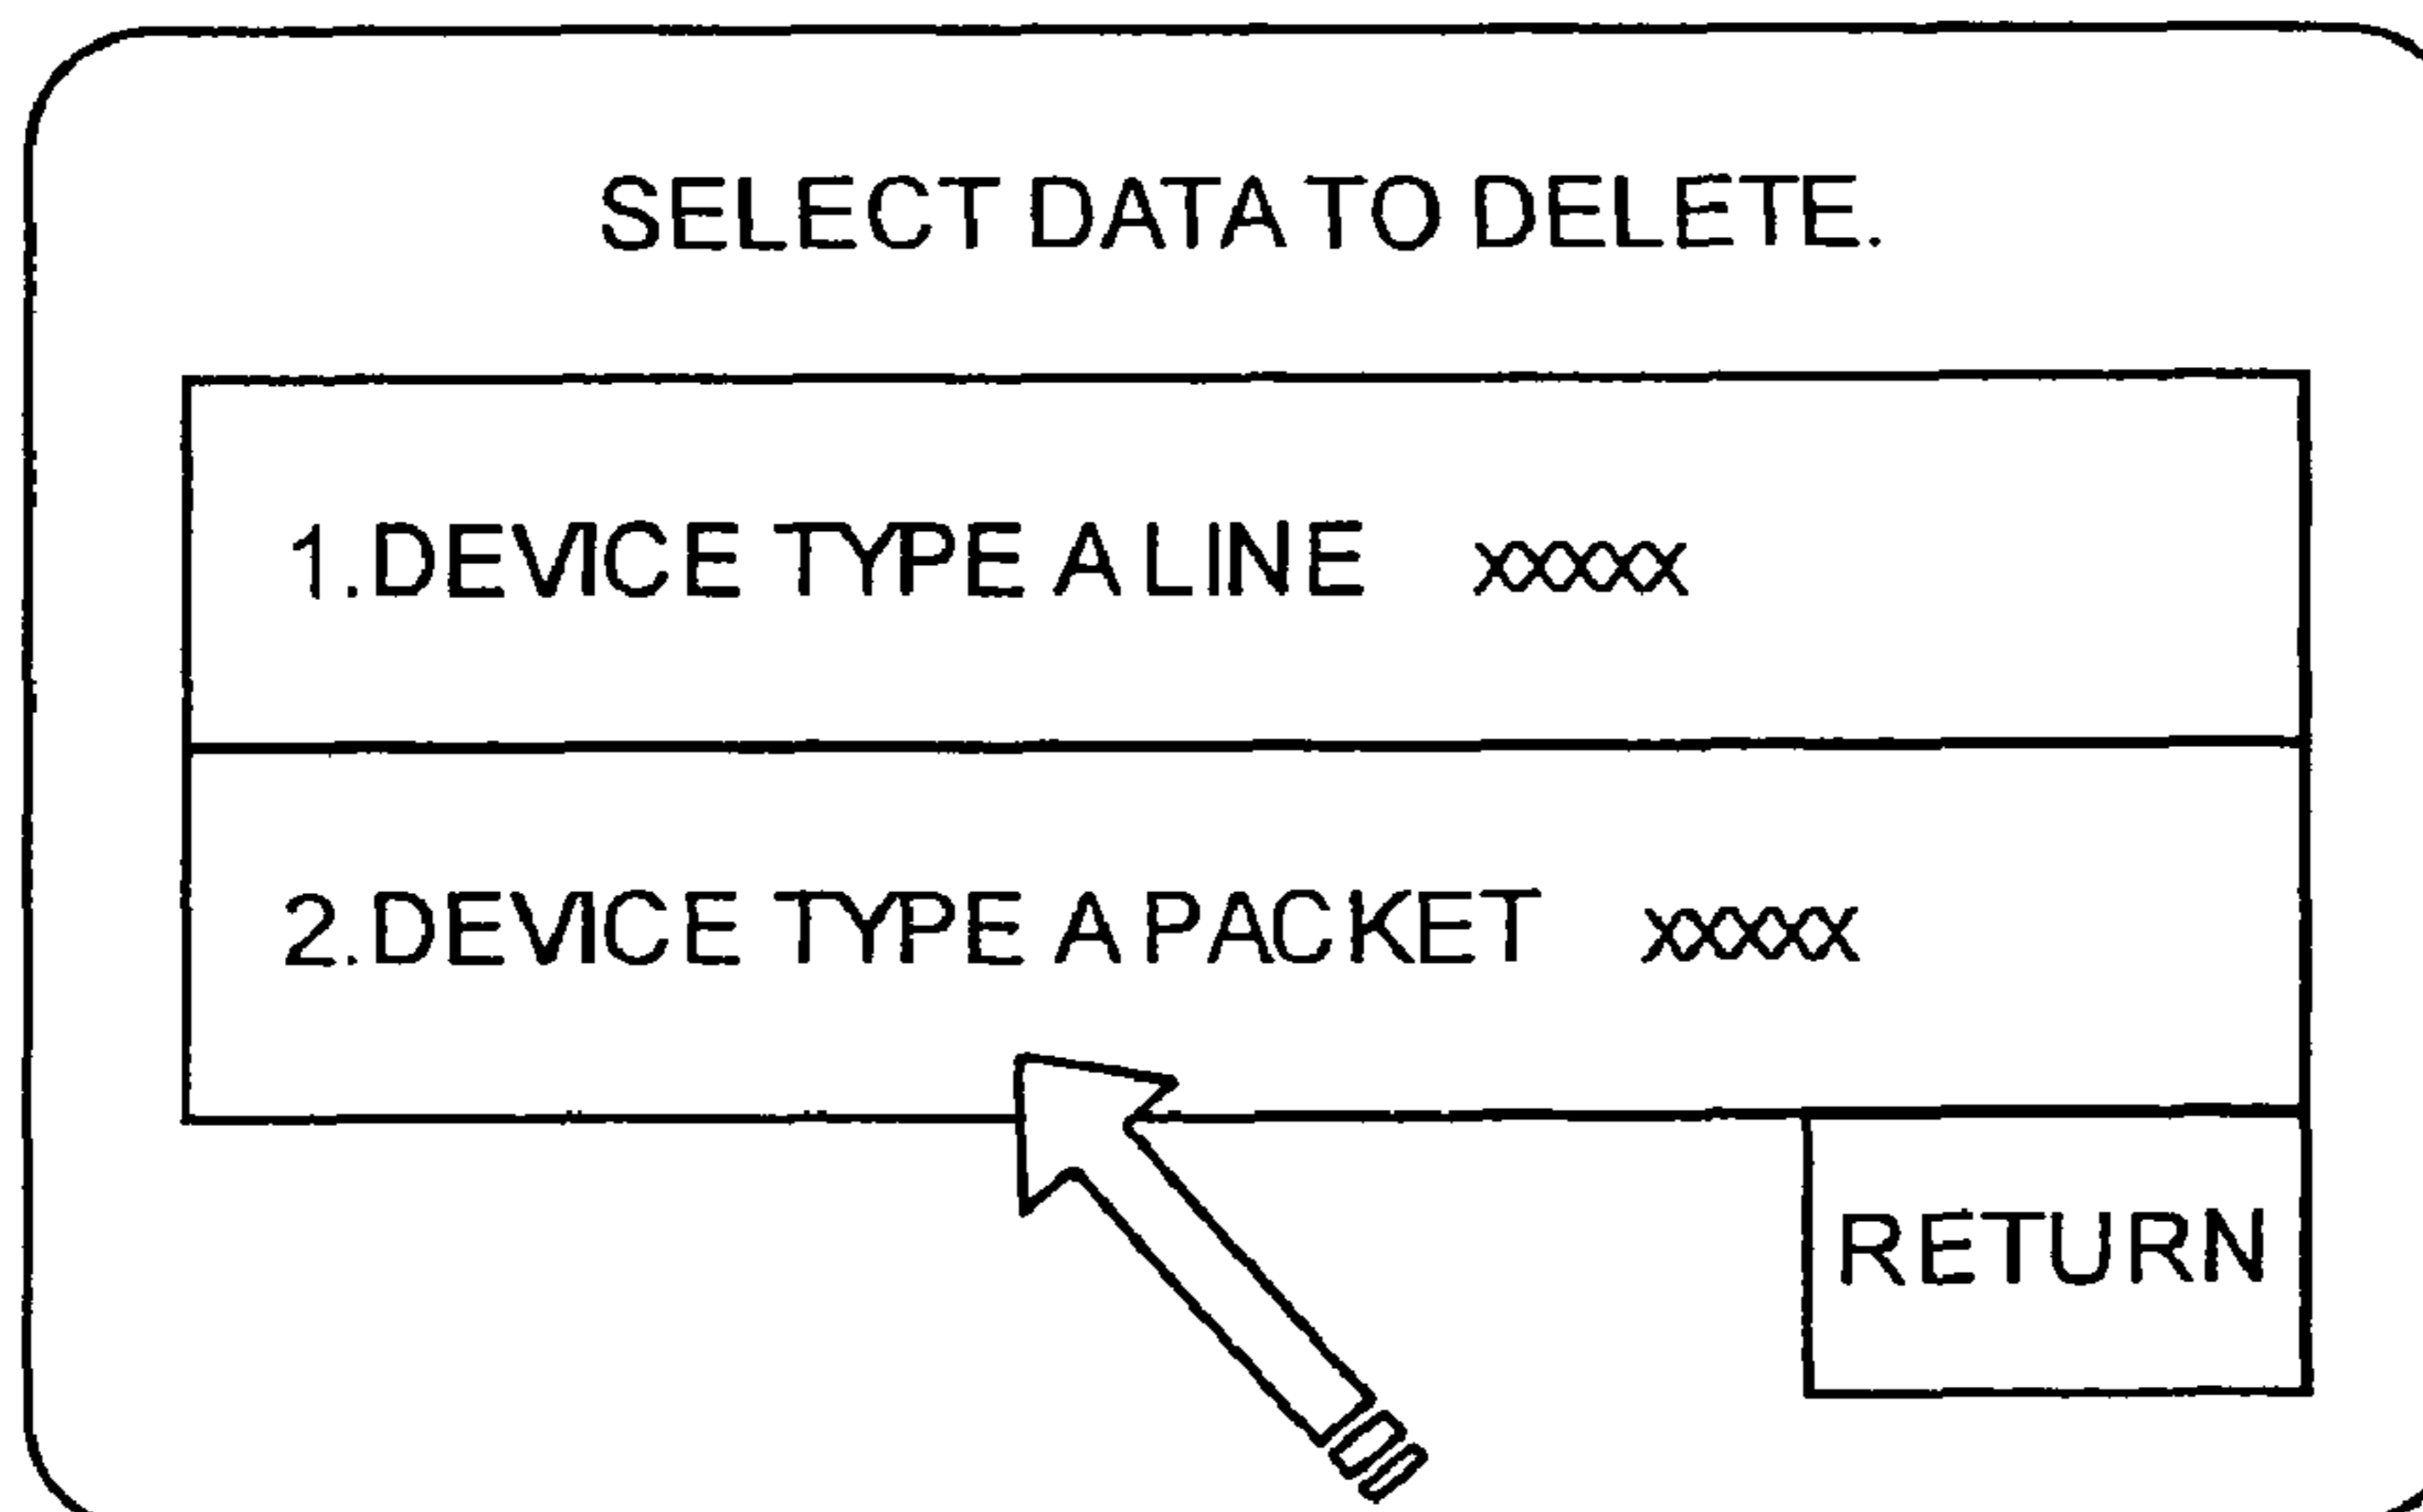 SELECT DATA TO DELETE.
1.DEVICE TYPE A LINE xxxxx
2.DEVICE TYPE A PACKET xxxxx
RETURN